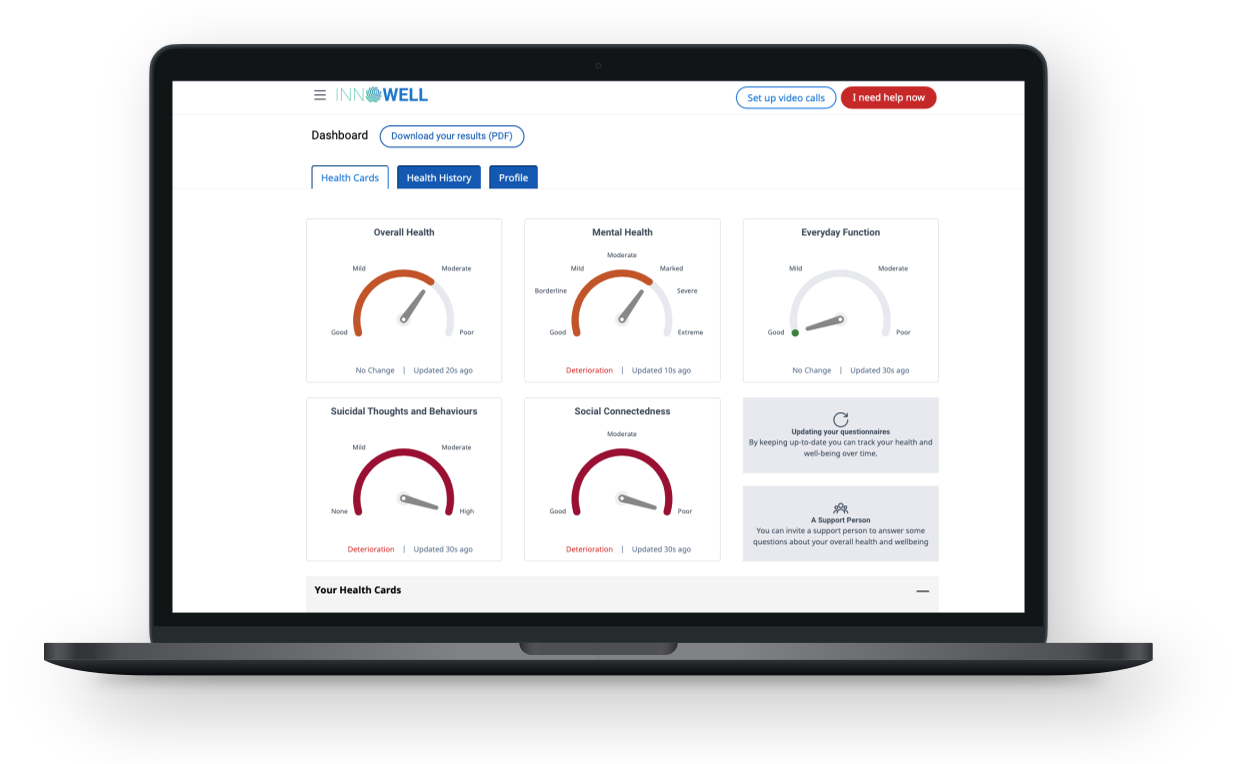 INNOWELL
Set up video calls
I need help now
Dashboard
Download your results (PDF)
Health Cards
Health History
Profile
Overall Health
Mild
Moderate
Good
Poor
No Change | Updated 20s ago
Mental Health
Moderate
Mild
Marked
Borderline
Severe
Good
Extreme
Deterioration | Updated 10s ago
Everyday Function
Mild
Moderate
Good
Poor
No Change | Updated 30s ago
Suicidal Thoughts and Behaviours
Mild
Moderate
None
High
Deterioration | Updated 30s ago
Social Connectedness
Moderate
Good
Poor
Deterioration | Updated 30s ago
Updating your questionnaires
By keeping up-to-date you can track your health and
well-being over time.
A Support Person
You can invite a support person to answer some
questions about your overall health and wellbeing
Your Health Cards